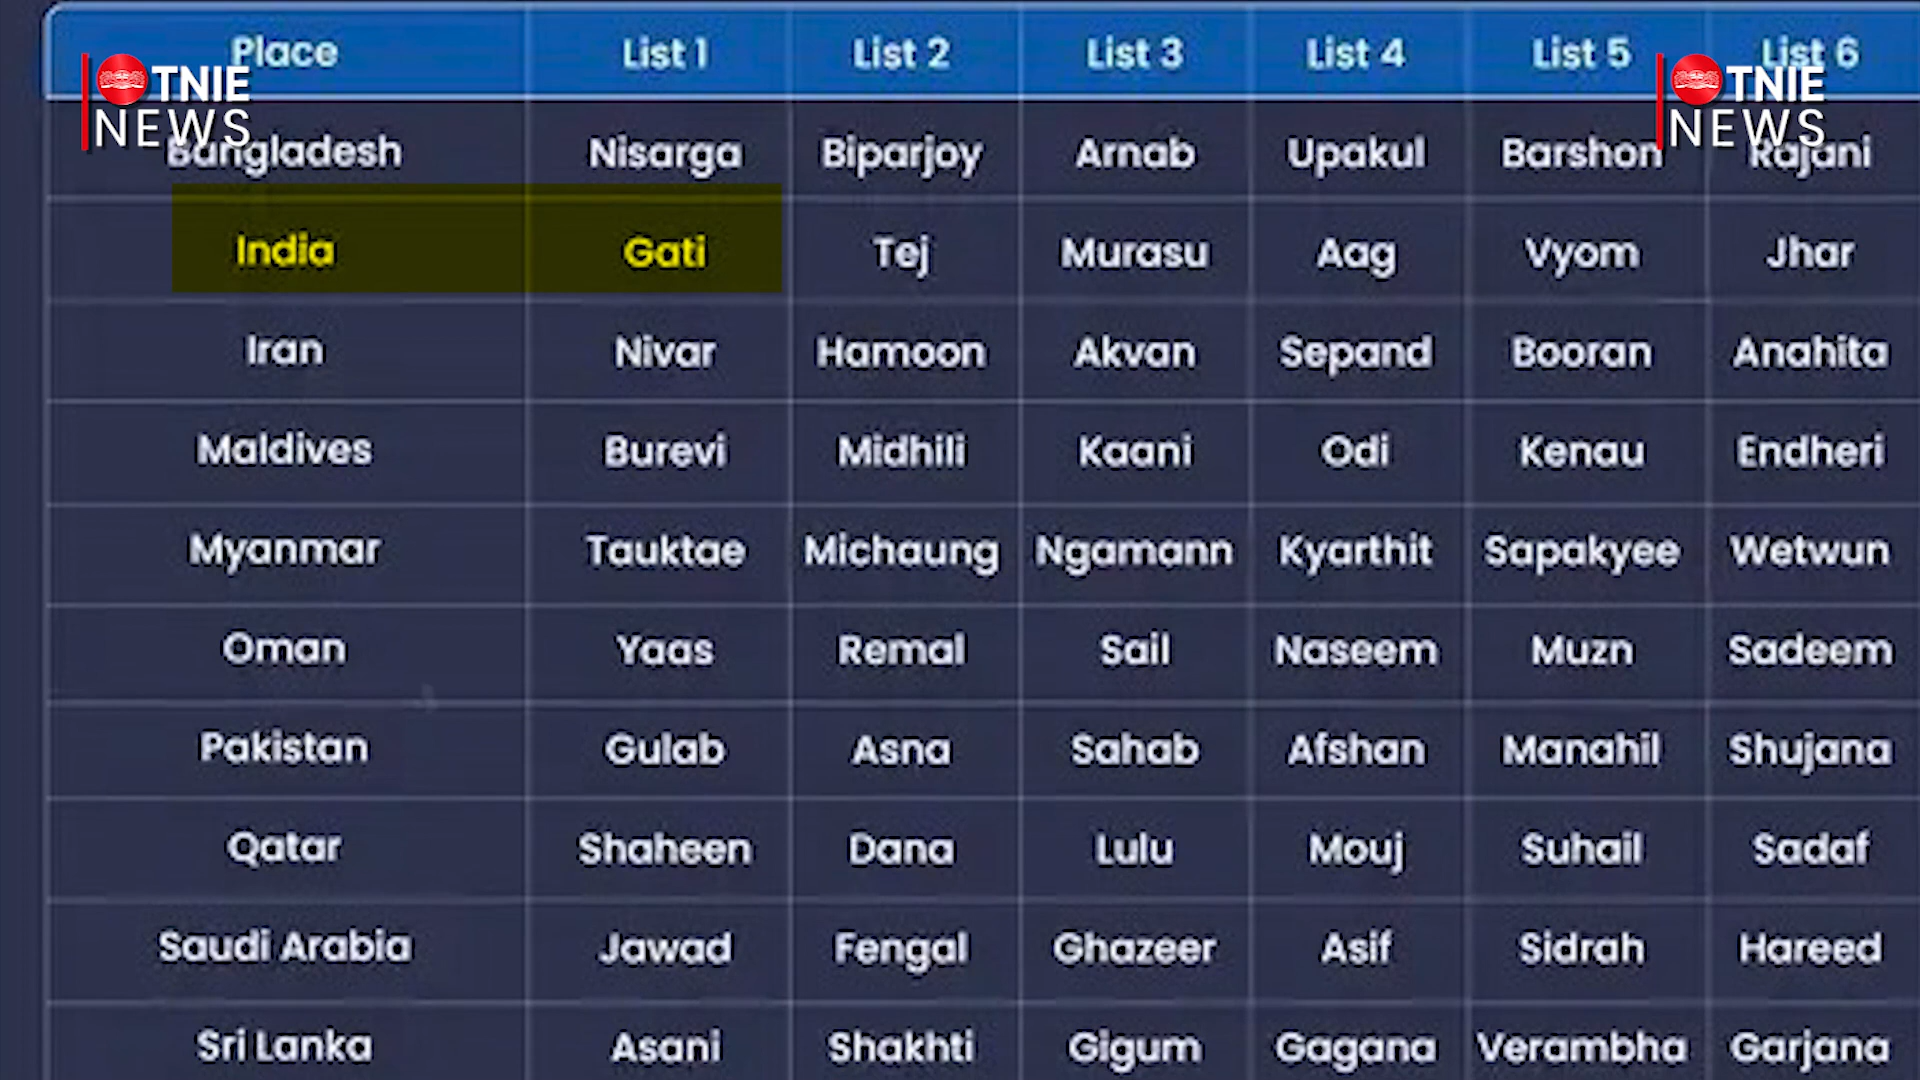 Place List 1 List 2 List 3 List 4 List 5 List 6
TNIE NEWS TNIE NEWS
Bangladesh Nisarga Biparjoy Arnab Upakul Barshon Rajani
India Gati Tej Murasu Aag Vyom Jhar
Iran Nivar Hamoon Akvan Sepand Booran Anahita
Maldives Burevi Midhili Kaani Odi Kenau Endheri
Myanmar Tauktae Michaung Ngamann Kyarthit Sapakyee Wetwun
Oman Yaas Remal Sail Naseem Muzn Sadeem
Pakistan Gulab Asna Sahab Afshan Manahil Shujana
Qatar Shaheen Dana Lulu Mouj Suhail Sadaf
Saudi Arabia Jawad Fengal Ghazeer Asif Sidrah Hareed
Sri Lanka Asani Shakhti Gigum Gagana Verambha Garjana